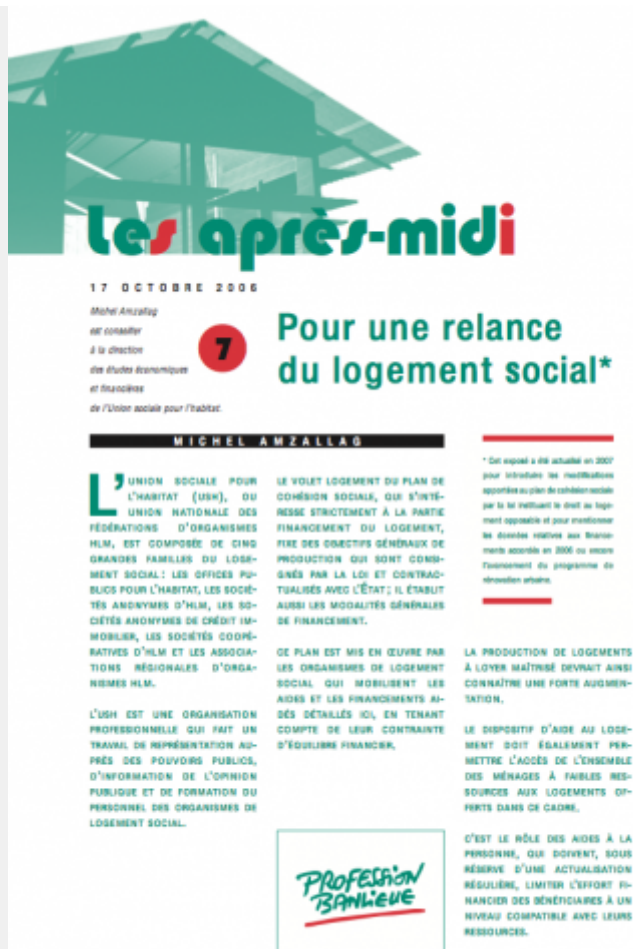 Les après-midi
17 OCTOBRE 2006
Michel Amzallag
est conseiller
à la direction
des études économiques
et financières
de l'Union sociale pour l'habitat.
7
Pour une relance
du logement social*
MICHEL AMZALLAG
L'UNION SOCIALE POUR
L'HABITAT (USH), OU
UNION NATIONALE DES
FÉDÉRATIONS D'ORGANISMES
HLM, EST COMPOSÉE DE CINQ
GRANDES FAMILLES DU LOGE-
MENT SOCIAL : LES OFFICES PU-
BLICS POUR L'HABITAT, LES SOCIÉ-
TÉS ANONYMES D'HLM, LES SO-
CIÉTÉS ANONYMES DE CRÉDIT IM-
MOBILIER, LES SOCIÉTÉS COOPÉ-
RATIVES D'HLM ET LES ASSOCIA-
TIONS RÉGIONALES D'ORGA-
NISMES HLM.
L'USH EST UNE ORGANISATION
PROFESSIONNELLE QUI FAIT UN
TRAVAIL DE REPRÉSENTATION AU-
PRÈS DES POUVOIRS PUBLICS,
D'INFORMATION DE L'OPINION
PUBLIQUE ET DE FORMATION DU
PERSONNEL DES ORGANISMES DE
LOGEMENT SOCIAL.
LE VOLET LOGEMENT DU PLAN DE
COHÉSION SOCIALE, QUI S'INTÉ-
RESSE STRICTEMENT À LA PARTIE
FINANCEMENT DU LOGEMENT,
FIXE DES OBJECTIFS GÉNÉRAUX DE
PRODUCTION QUI SONT CONSI-
GNÉS PAR LA LOI ET CONTRAC-
TUALISÉS AVEC L'ÉTAT ; IL ÉTABLIT
AUSSI LES MODALITÉS GÉNÉRALES
DE FINANCEMENT.
CE PLAN EST MIS EN ŒUVRE PAR
LES ORGANISMES DE LOGEMENT
SOCIAL QUI MOBILISENT LES
AIDES ET LES FINANCEMENTS AI-
DÉS DÉTAILLÉS ICI, EN TENANT
COMPTE DE LEUR CONTRAINTE
D'ÉQUILIBRE FINANCIER.
* Cet exposé a été actualisé en 2007
pour introduire les modifications
apportées au plan de cohésion sociale
par la loi instituant le droit au loge-
ment opposable et pour mentionner
les données relatives aux finance-
ments accordés en 2006 ou encore
l'avancement du programme de
rénovation urbaine.
LA PRODUCTION DE LOGEMENTS
À LOYER MAÎTRISÉ DEVRAIT AINSI
CONNAÎTRE UNE FORTE AUGMEN-
TATION.
LE DISPOSITIF D'AIDE AU LOGE-
MENT DOIT ÉGALEMENT PER-
METTRE L'ACCÈS DE L'ENSEMBLE
DES MÉNAGES À FAIBLES RES-
SOURCES AUX LOGEMENTS OF-
FERTS DANS CE CADRE.
C'EST LE RÔLE DES AIDES À LA
PERSONNE, QUI DOIVENT, SOUS
RÉSERVE D'UNE ACTUALISATION
RÉGULIÈRE, LIMITER L'EFFORT FI-
NANCIER DES BÉNÉFICIAIRES À UN
NIVEAU COMPATIBLE AVEC LEURS
RESSOURCES.
PROFESSION
BANLIEUE